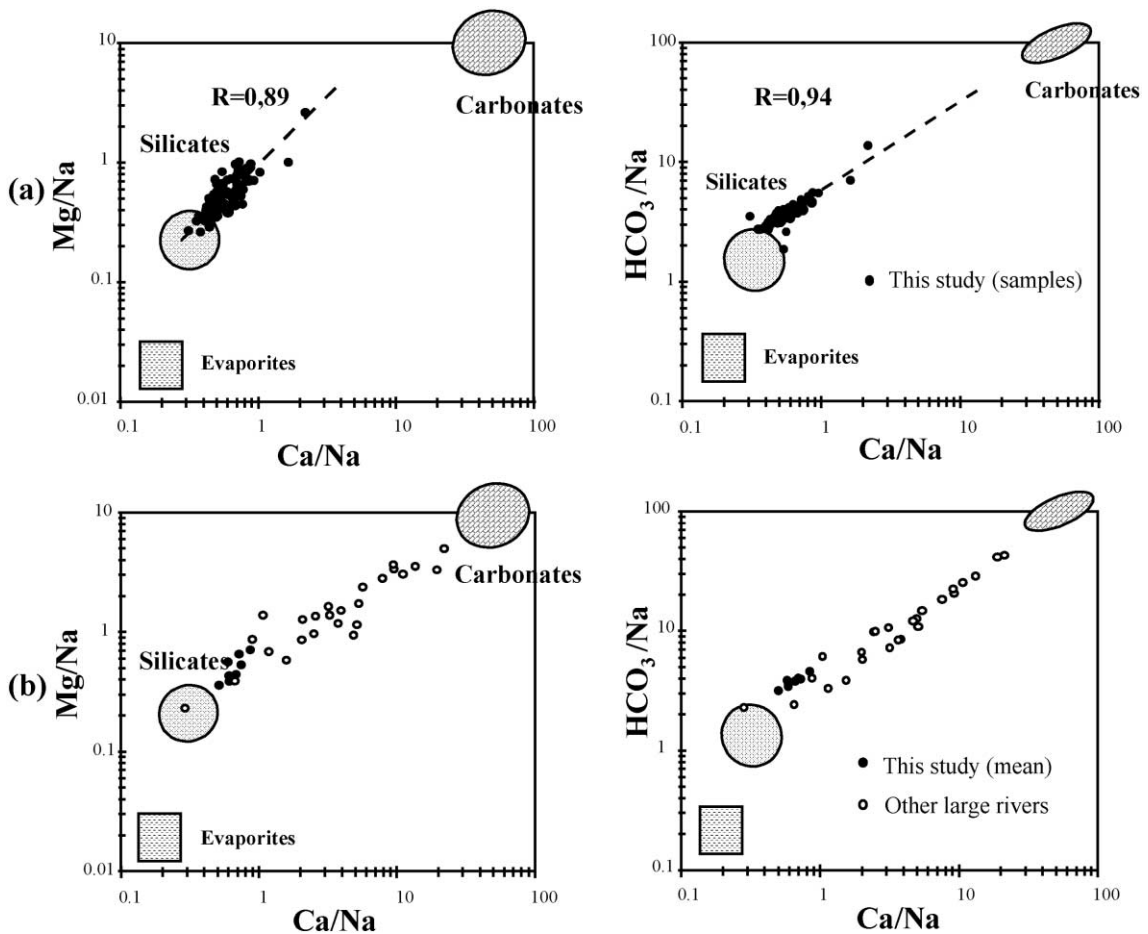 10
1
0.1
0.01
0.1
1
10
100
Mg/Na
Ca/Na
R=0,89
Silicates
Carbonates
Evaporites
(a)
100
10
1
0.1
0.1
1
10
100
HCO3/Na
Ca/Na
R=0,94
Carbonates
Silicates
This study (samples)
Evaporites
10
1
0.1
0.01
0.1
1
10
100
Mg/Na
Ca/Na
Carbonates
Silicates
Evaporites
(b)
100
10
1
0.1
0.1
1
10
100
HCO3/Na
Ca/Na
This study (mean)
Other large rivers